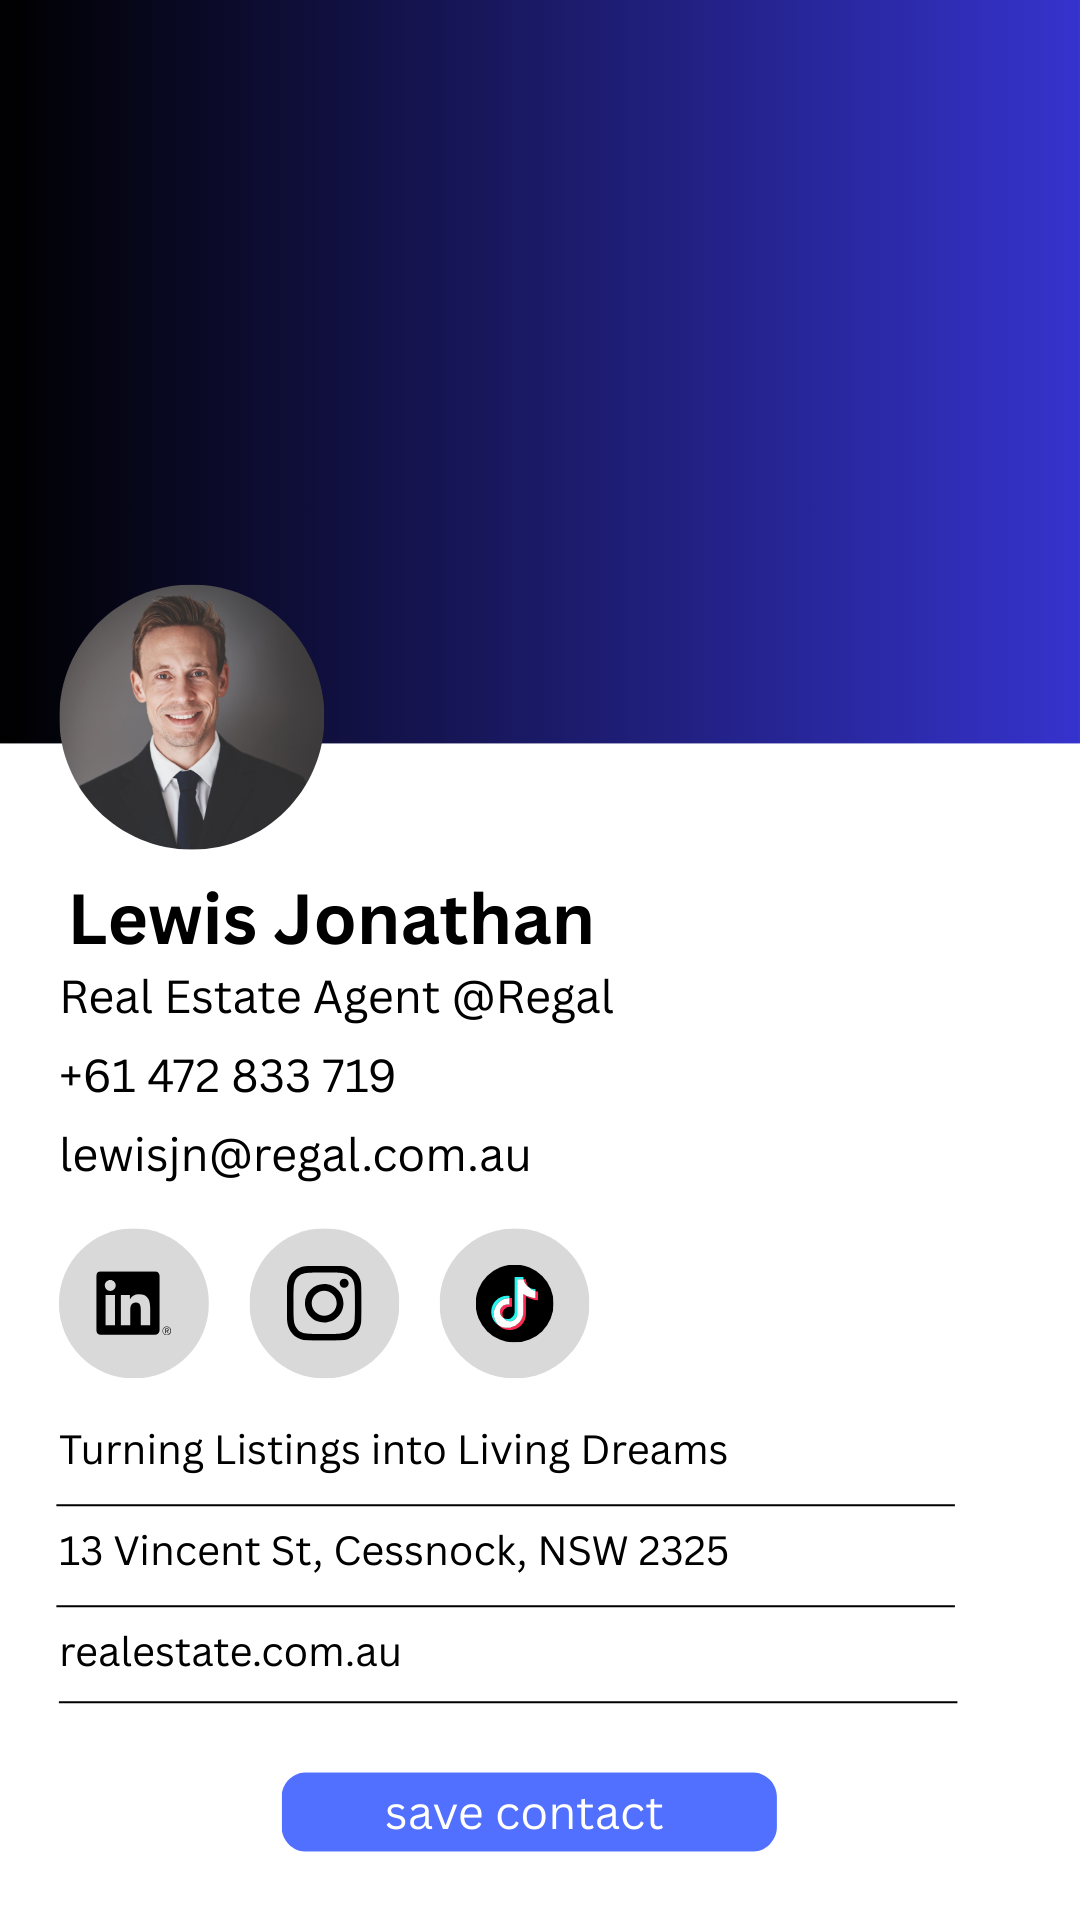 Lewis Jonathan
Real Estate Agent @Regal
+61 472 833 719
lewisjn@regal.com.au
in®
Turning Listings into Living Dreams
13 Vincent St, Cessnock, NSW 2325
realestate.com.au
save contact